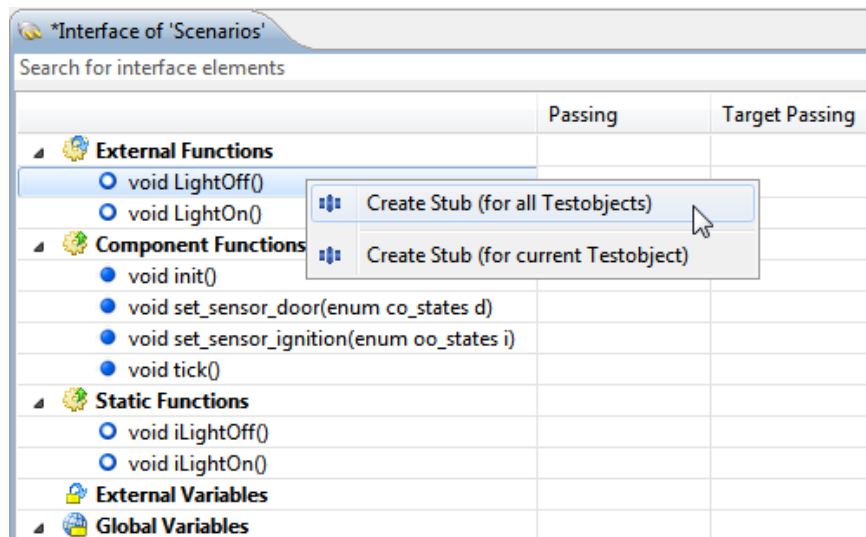 *Interface of 'Scenarios'
Search for interface elements
Passing Target Passing
External Functions
void LightOff()
Create Stub (for all Testobjects)
void LightOn()
Component Functions
Create Stub (for current Testobject)
void init()
void set_sensor_door(enum co_states d)
void set_sensor_ignition(enum oo_states i)
void tick()
Static Functions
void iLightOff()
void iLightOn()
External Variables
Global Variables